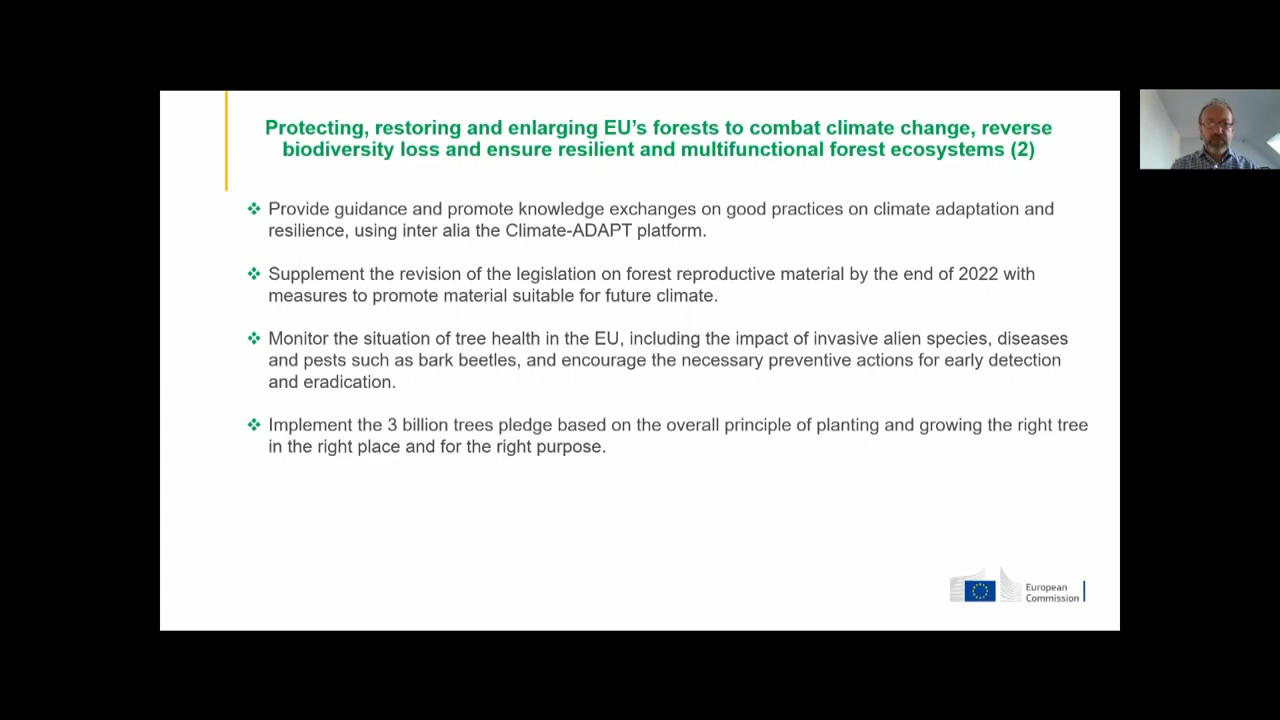 Protecting, restoring and enlarging EU's forests to combat climate change, reverse
biodiversity loss and ensure resilient and multifunctional forest ecosystems (2)
Provide guidance and promote knowledge exchanges on good practices on climate adaptation and
resilience, using inter alia the Climate-ADAPT platform.
Supplement the revision of the legislation on forest reproductive material by the end of 2022 with
measures to promote material suitable for future climate.
Monitor the situation of tree health in the EU, including the impact of invasive alien species, diseases
and pests such as bark beetles, and encourage the necessary preventive actions for early detection
and eradication.
Implement the 3 billion trees pledge based on the overall principle of planting and growing the right tree
in the right place and for the right purpose.
European
Commission